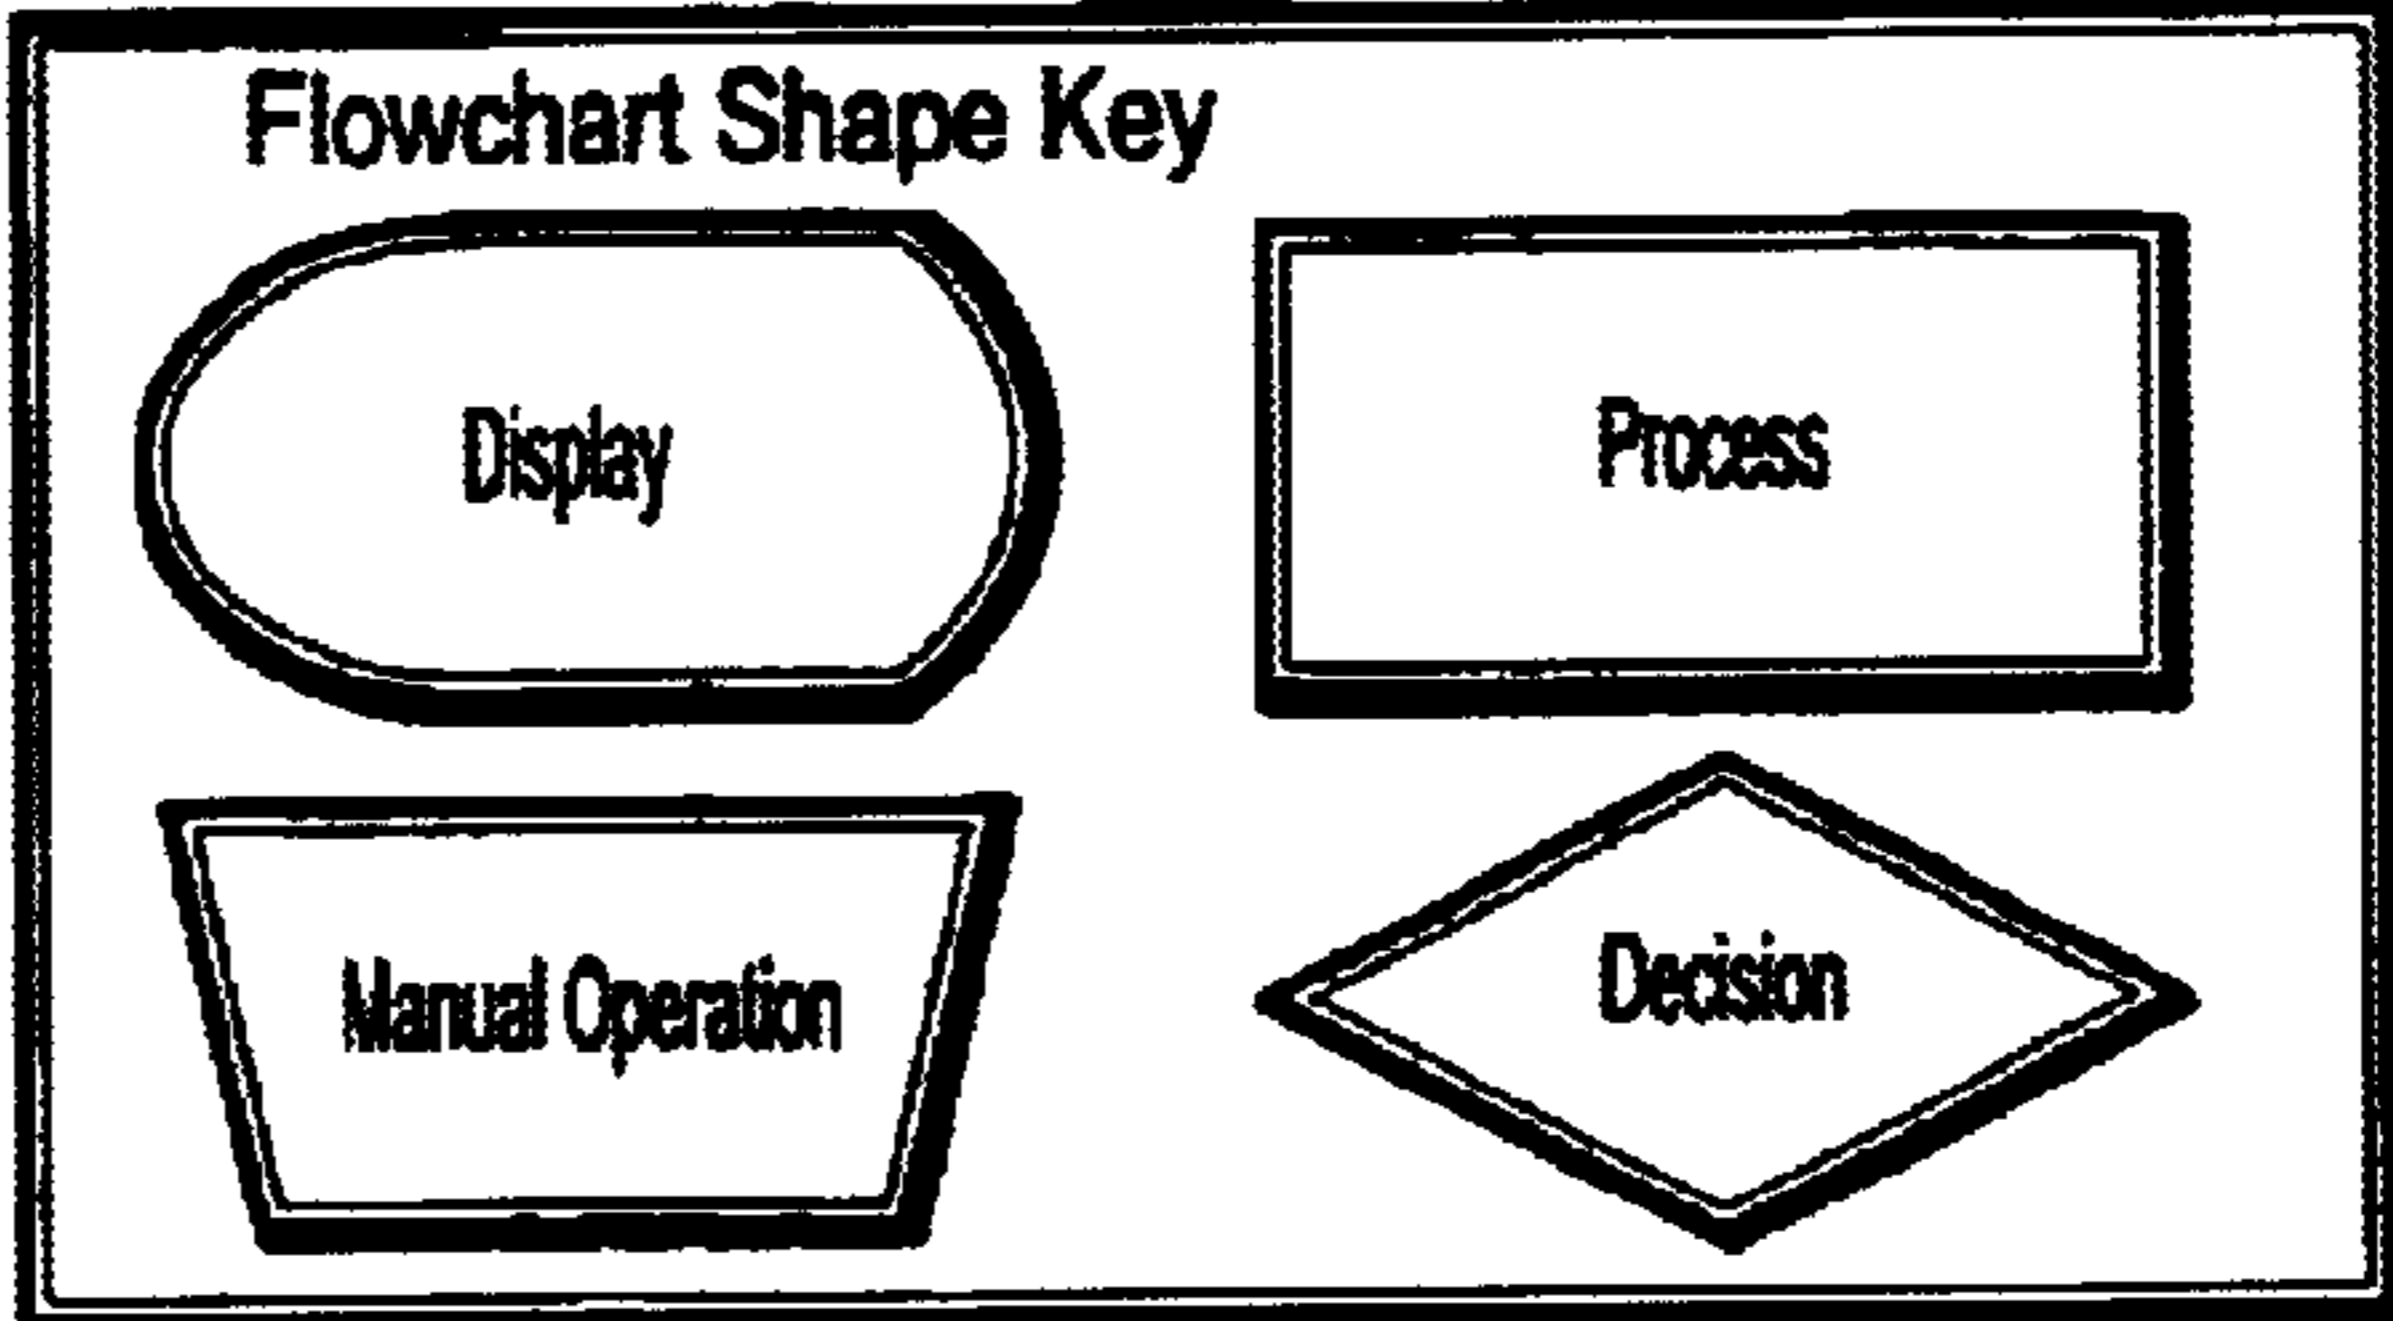 Flowchart Shape Key
Display
Process
Manual Operation
Decision